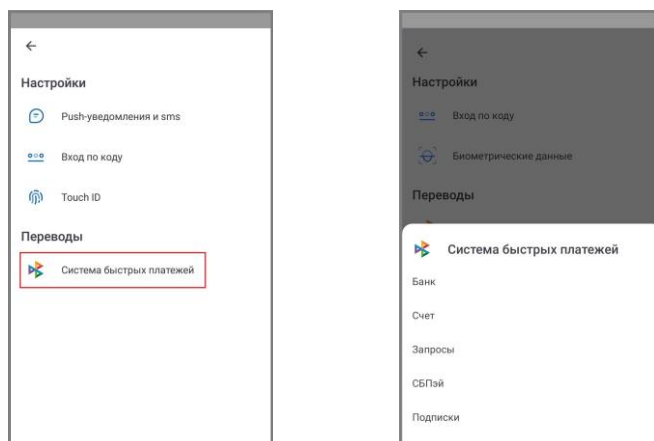 Настройки
Push-уведомления и sms
Вход по коду
Touch ID
Переводы
Система быстрых платежей
Настройки
Вход по коду
Биометрические данные
Переводы
Система быстрых платежей
Банк
Счет
Запросы
СБПэй
Подписки